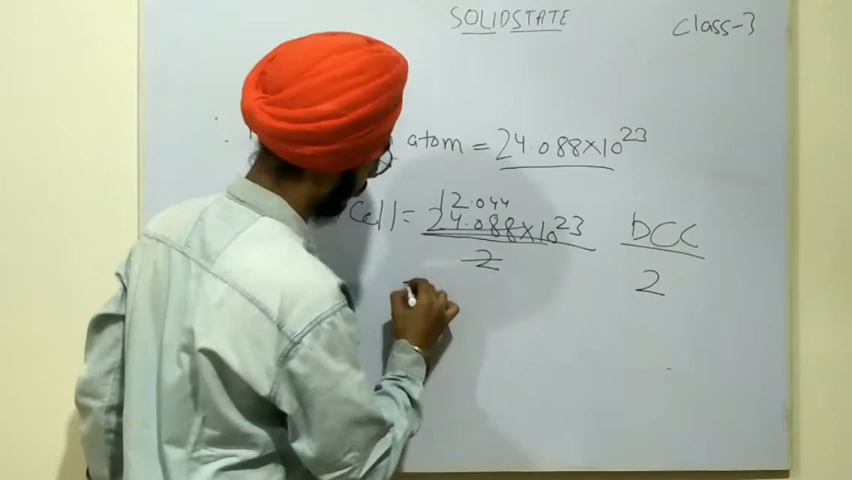 SOLIDSTATE
Class-3
atom = 24.088×10²³
12.044
Cell = 24.088×10²³
2
BCC
2